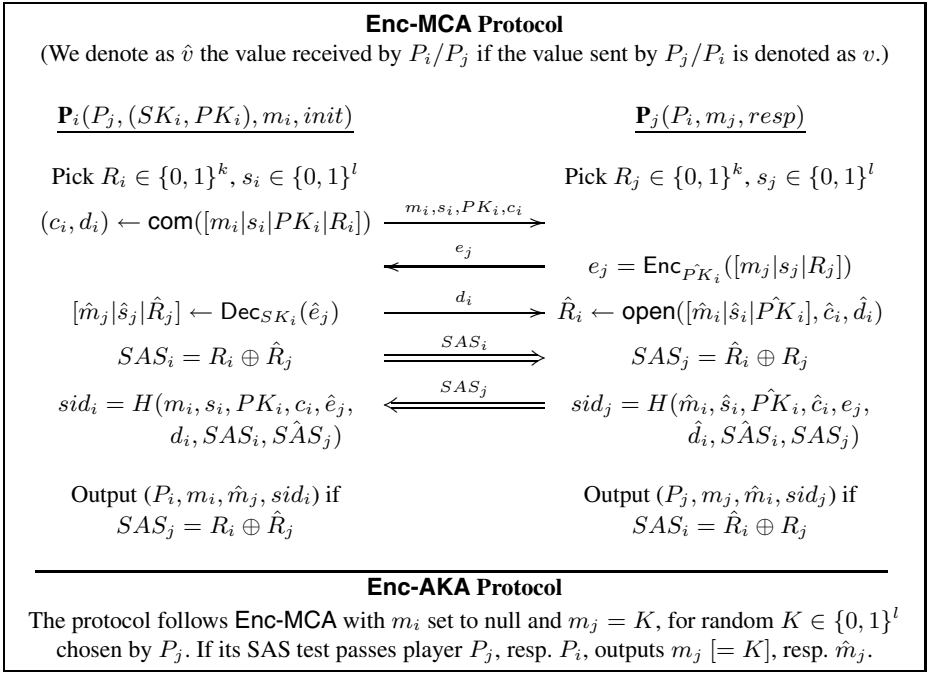 Enc-MCA Protocol
(We denote as v̂ the value received by P_i/P_j if the value sent by P_j/P_i is denoted as v.)
P_i(P_j, (SK_i, PK_i), m_i, init)
P_j(P_i, m_j, resp)
Pick R_i ∈ {0, 1}^k, s_i ∈ {0, 1}^l
Pick R_j ∈ {0, 1}^k, s_j ∈ {0, 1}^l
(c_i, d_i) ← com([m_i|s_i|PK_i|R_i])
m_i,s_i,PK_i,c_i
e_j
e_j = Enc_{P̂K_i}([m_j|s_j|R_j])
[m̂_j|ŝ_j|R̂_j] ← Dec_{SK_i}(ê_j)
d_i
R̂_i ← open([m̂_i|ŝ_i|P̂K_i], ĉ_i, d̂_i)
SAS_i = R_i ⊕ R̂_j
SAS_i
SAS_j = R̂_i ⊕ R_j
SAS_j
sid_i = H(m_i, s_i, PK_i, c_i, ê_j,
d_i, SAS_i, SÂS_j)
sid_j = H(m̂_i, ŝ_i, P̂K_i, ĉ_i, e_j,
d̂_i, SÂS_i, SAS_j)
Output (P_i, m_i, m̂_j, sid_i) if
SAS_j = R_i ⊕ R̂_j
Output (P_j, m_j, m̂_i, sid_j) if
SAS_i = R̂_i ⊕ R_j
Enc-AKA Protocol
The protocol follows Enc-MCA with m_i set to null and m_j = K, for random K ∈ {0, 1}^l
chosen by P_j. If its SAS test passes player P_j, resp. P_i, outputs m_j [= K], resp. m̂_j.